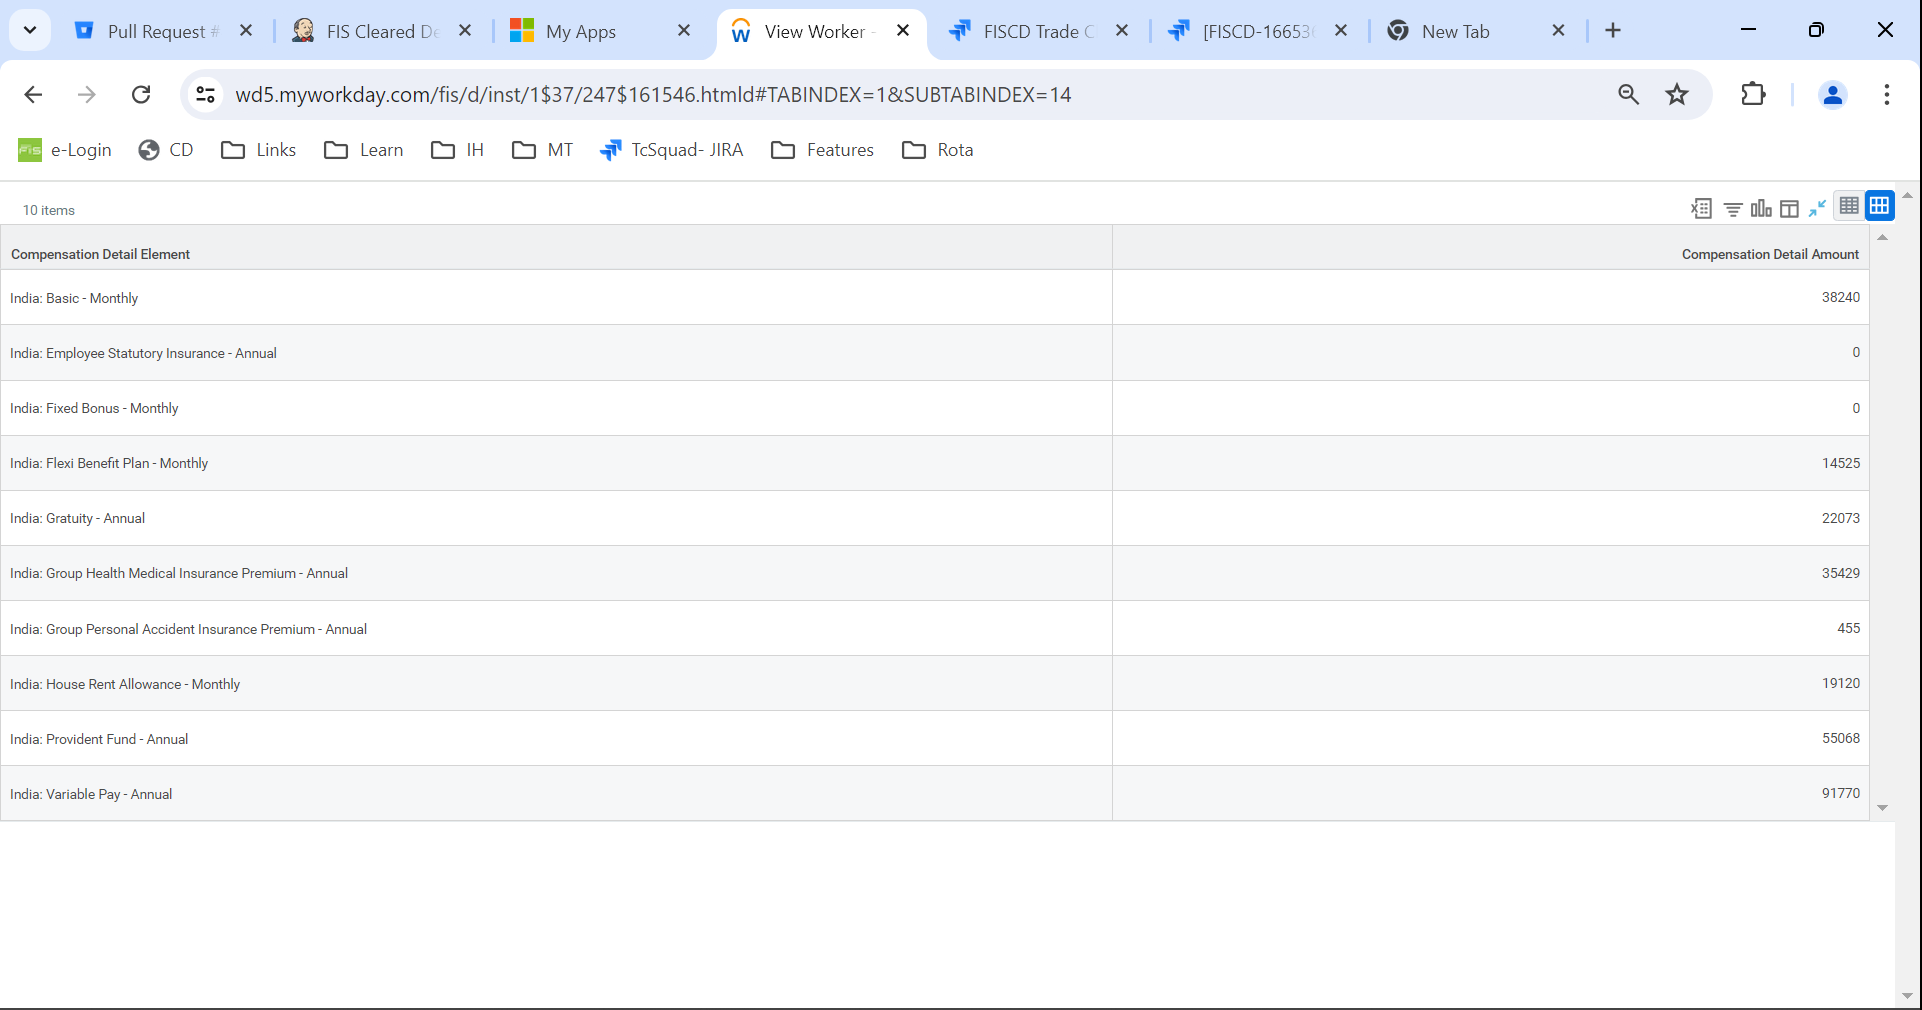 Pull Request #
FIS Cleared De
My Apps
View Worker -
FISCD Trade C
[FISCD-16653
New Tab
wd5.myworkday.com/fis/d/inst/1$37/247$161546.htmld#TABINDEX=1&SUBTABINDEX=14
e-Login
CD
Links
Learn
IH
MT
TcSquad- JIRA
Features
Rota
10 items
Compensation Detail Element Compensation Detail Amount
India: Basic - Monthly 38240
India: Employee Statutory Insurance - Annual 0
India: Fixed Bonus - Monthly 0
India: Flexi Benefit Plan - Monthly 14525
India: Gratuity - Annual 22073
India: Group Health Medical Insurance Premium - Annual 35429
India: Group Personal Accident Insurance Premium - Annual 455
India: House Rent Allowance - Monthly 19120
India: Provident Fund - Annual 55068
India: Variable Pay - Annual 91770